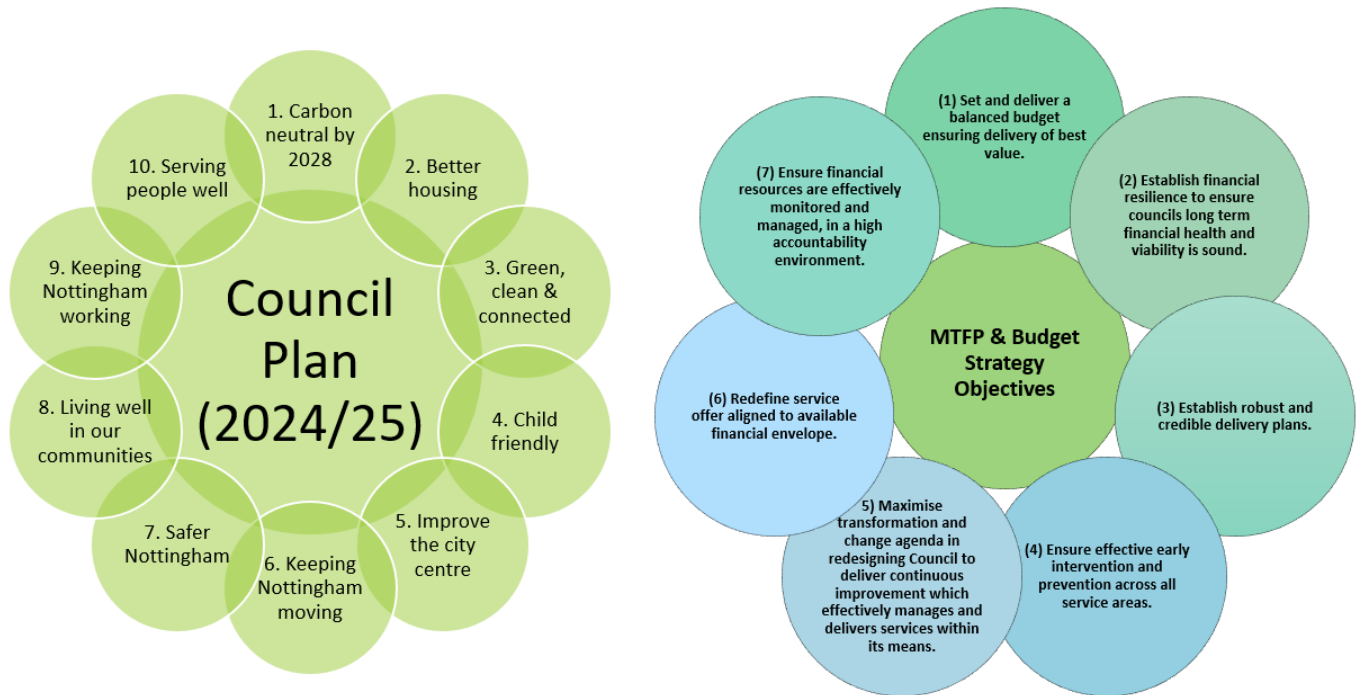 Council
Plan
(2024/25)
1. Carbon
neutral by
2028
2. Better
housing
3. Green,
clean &
connected
4. Child
friendly
5. Improve
the city
centre
6. Keeping
Nottingham
moving
7. Safer
Nottingham
8. Living well
in our
communities
9. Keeping
Nottingham
working
10. Serving
people well
MTFP & Budget
Strategy
Objectives
(1) Set and deliver a
balanced budget
ensuring delivery of best
value.
(2) Establish financial
resilience to ensure
councils long term
financial health and
viability is sound.
(3) Establish robust and
credible delivery plans.
(4) Ensure effective early
intervention and
prevention across all
service areas.
5) Maximise
transformation and
change agenda in
redesigning Council to
deliver continuous
improvement which
effectively manages and
delivers services within
its means.
(6) Redefine service
offer aligned to available
financial envelope.
(7) Ensure financial
resources are effectively
monitored and
managed, in a high
accountability
environment.